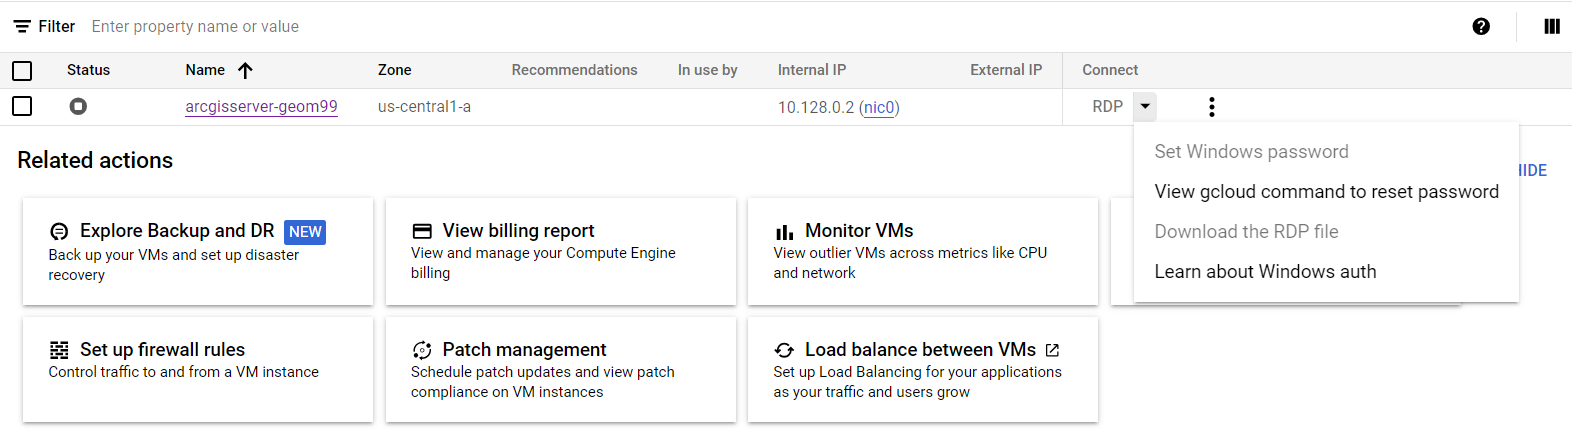 Filter Enter property name or value
Status Name Zone Recommendations In use by Internal IP External IP Connect
arcgisserver-geom99 us-central1-a 10.128.0.2 (nic0) RDP
Related actions
Set Windows password
View gcloud command to reset password
Download the RDP file
Learn about Windows auth
HIDE
Explore Backup and DR NEW
Back up your VMs and set up disaster
recovery
View billing report
View and manage your Compute Engine
billing
Monitor VMs
View outlier VMs across metrics like CPU
and network
Set up firewall rules
Control traffic to and from a VM instance
Patch management
Schedule patch updates and view patch
compliance on VM instances
Load balance between VMs
Set up Load Balancing for your applications
as your traffic and users grow